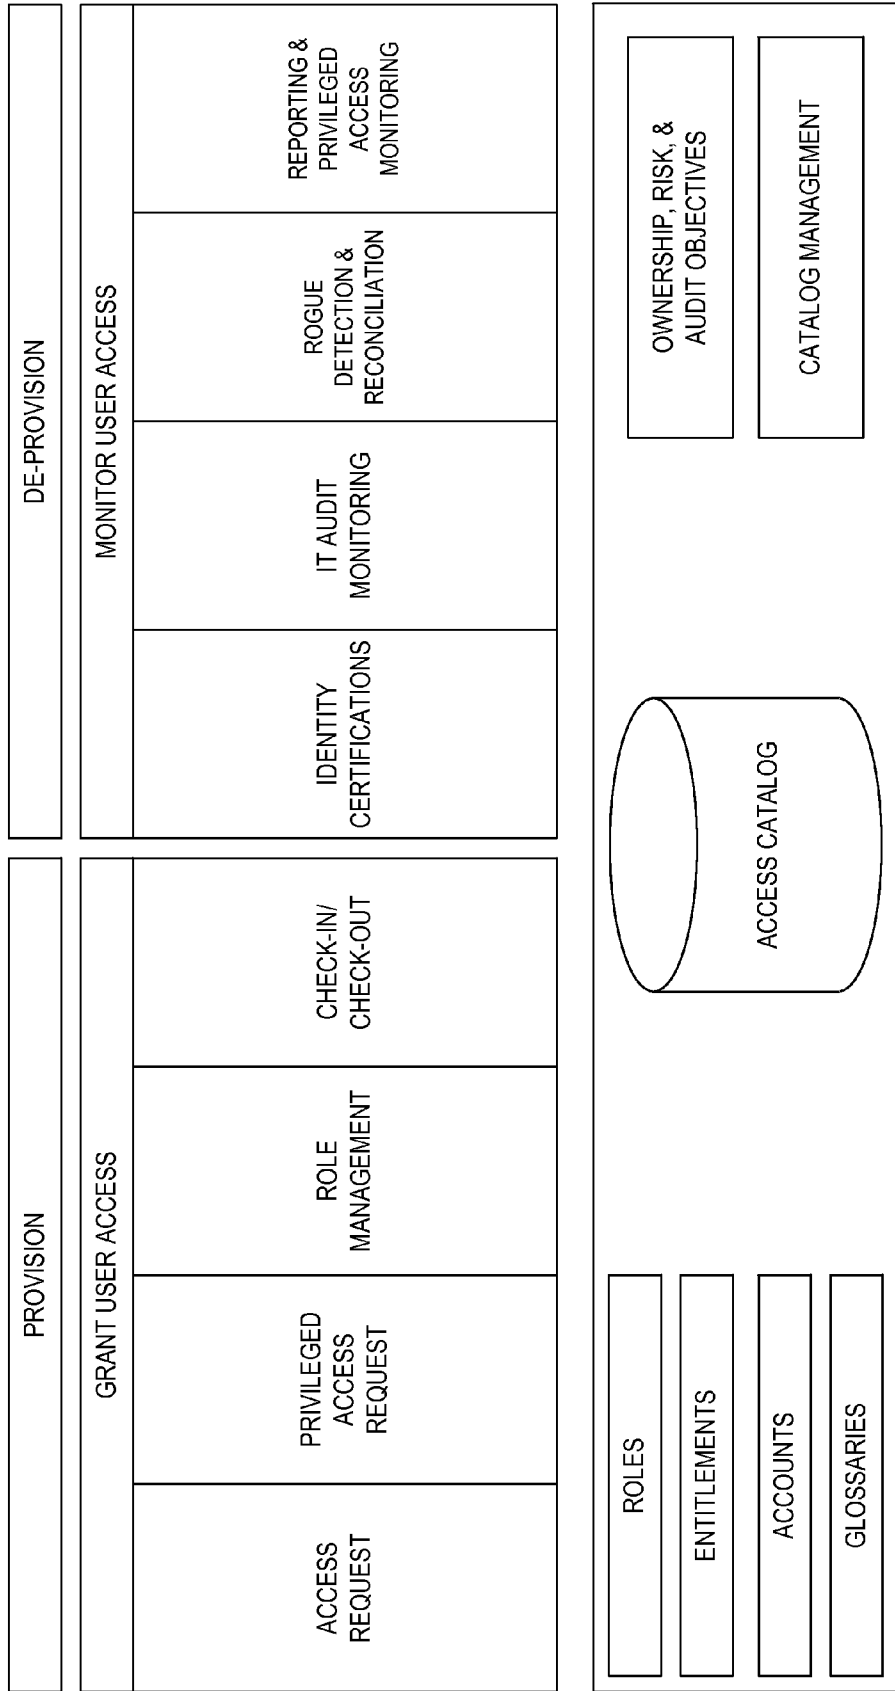 PROVISION
DE-PROVISION
GRANT USER ACCESS
MONITOR USER ACCESS
ACCESS
REQUEST
PRIVILEGED
ACCESS
REQUEST
ROLE
MANAGEMENT
CHECK-IN/
CHECK-OUT
IDENTITY
CERTIFICATIONS
IT AUDIT
MONITORING
ROGUE
DETECTION &
RECONCILIATION
REPORTING &
PRIVILEGED
ACCESS
MONITORING
ROLES
ENTITLEMENTS
ACCOUNTS
GLOSSARIES
ACCESS CATALOG
OWNERSHIP, RISK, &
AUDIT OBJECTIVES
CATALOG MANAGEMENT